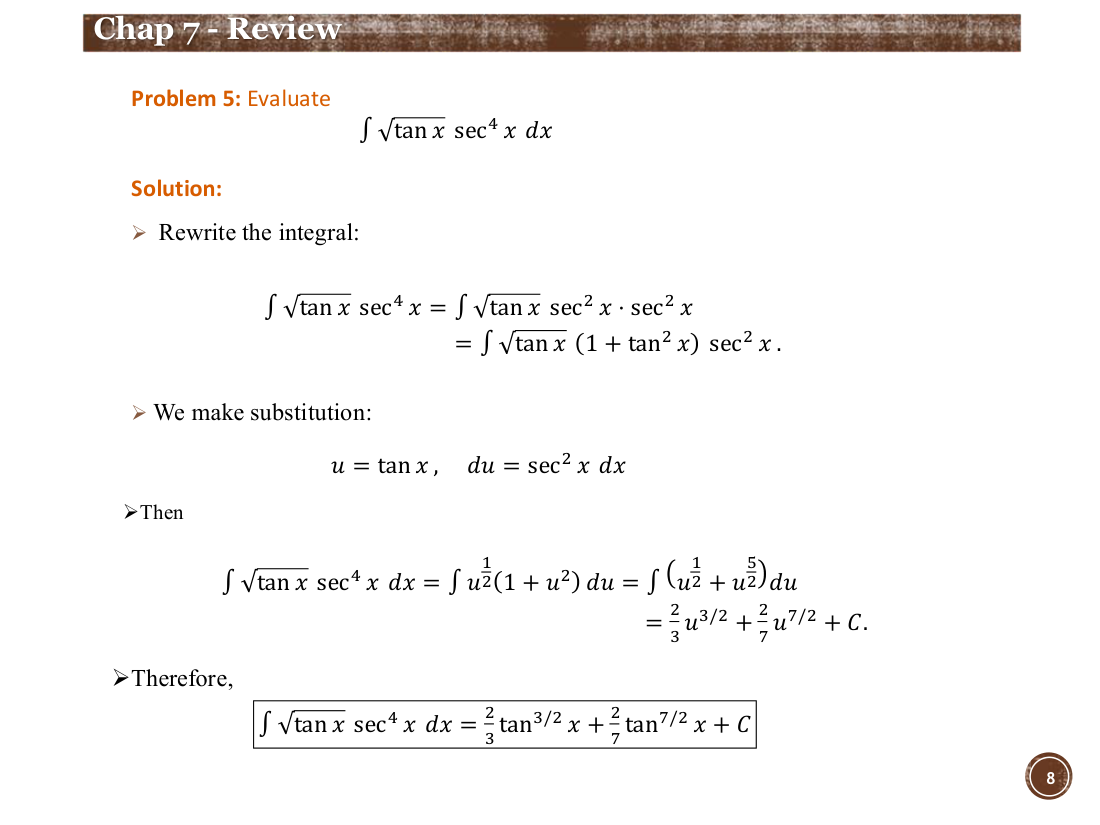 Chap 7 - Review
Problem 5: Evaluate
∫ √(tan x) sec⁴ x dx
Solution:
➢ Rewrite the integral:
∫ √(tan x) sec⁴ x = ∫ √(tan x) sec² x · sec² x
= ∫ √(tan x) (1 + tan² x) sec² x .
➢ We make substitution:
u = tan x , du = sec² x dx
➢Then
∫ √(tan x) sec⁴ x dx = ∫ u^(1/2) (1 + u²) du = ∫ (u^(1/2) + u^(5/2)) du
= 2/3 u^(3/2) + 2/7 u^(7/2) + C.
➢Therefore,
∫ √(tan x) sec⁴ x dx = 2/3 tan^(3/2) x + 2/7 tan^(7/2) x + C
8